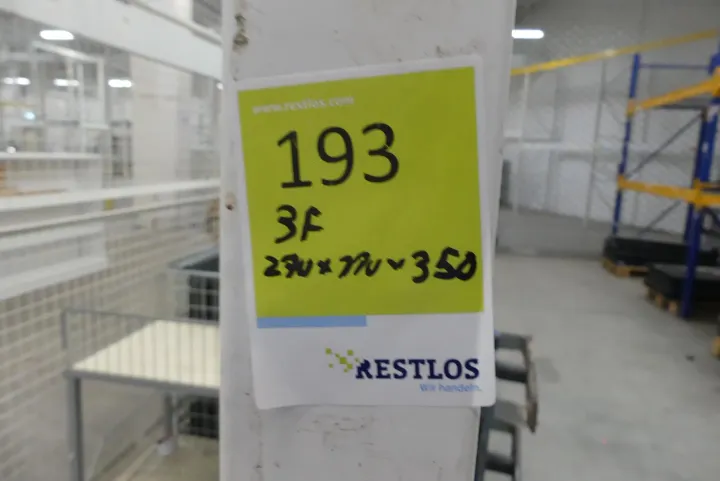 www.restlos.com
193
3F
350
RESTLOS
Wir handeln.